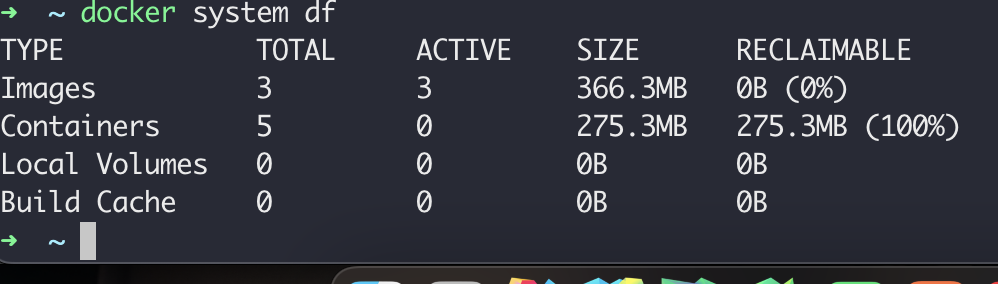 ➜  ~ docker system df
TYPE            TOTAL     ACTIVE    SIZE      RECLAIMABLE
Images          3         3         366.3MB   0B (0%)
Containers      5         0         275.3MB   275.3MB (100%)
Local Volumes   0         0         0B        0B
Build Cache     0         0         0B        0B
➜  ~